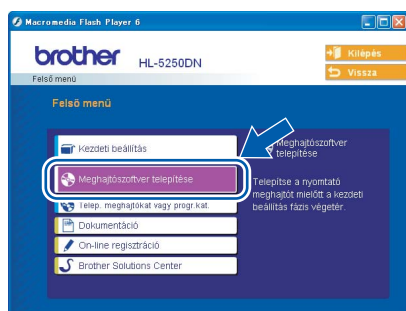 Macromedia Flash Player 6
brother
HL-5250DN
Kilépés
Vissza
Felső menü
Felső menü
Kezdeti beállítás
Meghajtószoftver telepítése
Telep. meghajtókat vagy progr.kat.
Dokumentáció
On-line regisztráció
Brother Solutions Center
Meghajtószoftver
telepítése
Telepítse a nyomtató
meghajtót mielőtt a kezdeti
beállítás fázis végetér.